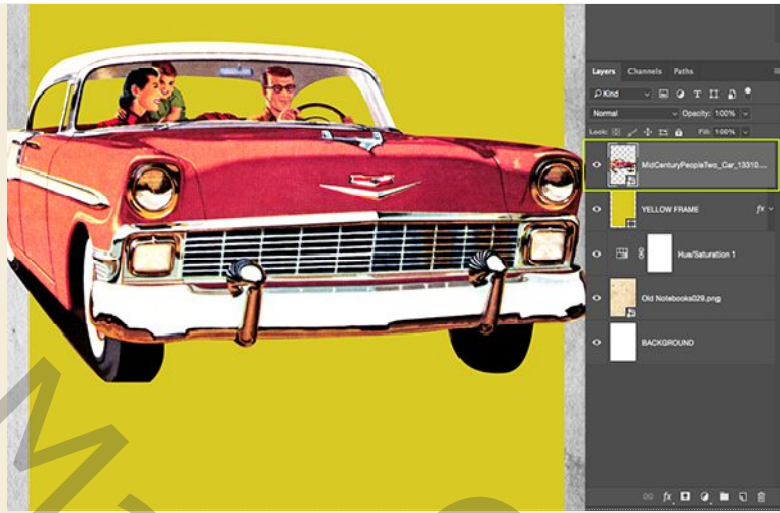 Layers Channels Paths
Kind
Normal Opacity: 100%
Lock: Fill: 100%
MidCenturyPeopleTwo_Car_13310....
YELLOW FRAME fx
Hue/Saturation 1
Old Notebooks029.png
BACKGROUND
fx